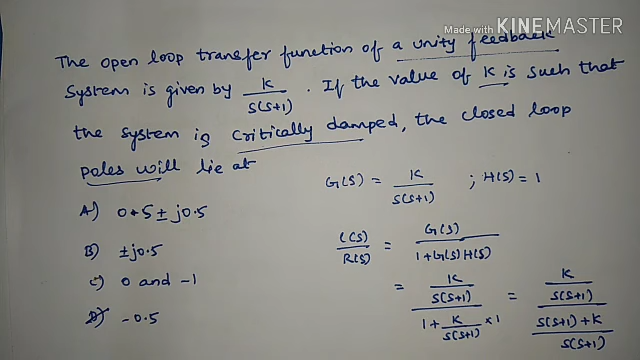 Made with KINEMASTER
The open loop transfer function of a unity feedback
system is given by K / S(S+1) . If the value of K is such that
the system is critically damped, the closed loop
poles will lie at
A) 0+5 ± j0.5
B) ± j0.5
C) 0 and -1
D) -0.5
G(S) = K / S(S+1) ; H(S) = 1
C(S) / R(S) = G(S) / 1+G(S)H(S)
= K / S(S+1) / 1 + K / S(S+1) × 1 = K / S(S+1) / S(S+1)+K / S(S+1)